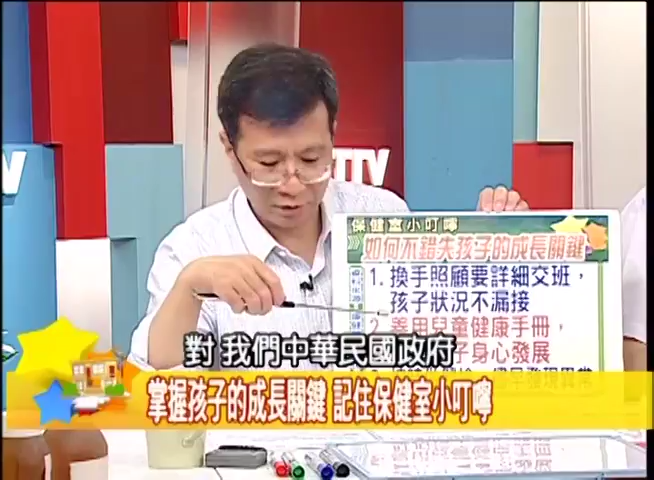 TTV
保健室小叮嚀
如何不錯失孩子的成長關鍵
1. 換手照顧要詳細交班，
孩子狀況不漏接
2. 善用兒童健康手冊，
子身心發展
對 我們中華民國政府
掌握孩子的成長關鍵 記住保健室小叮嚀